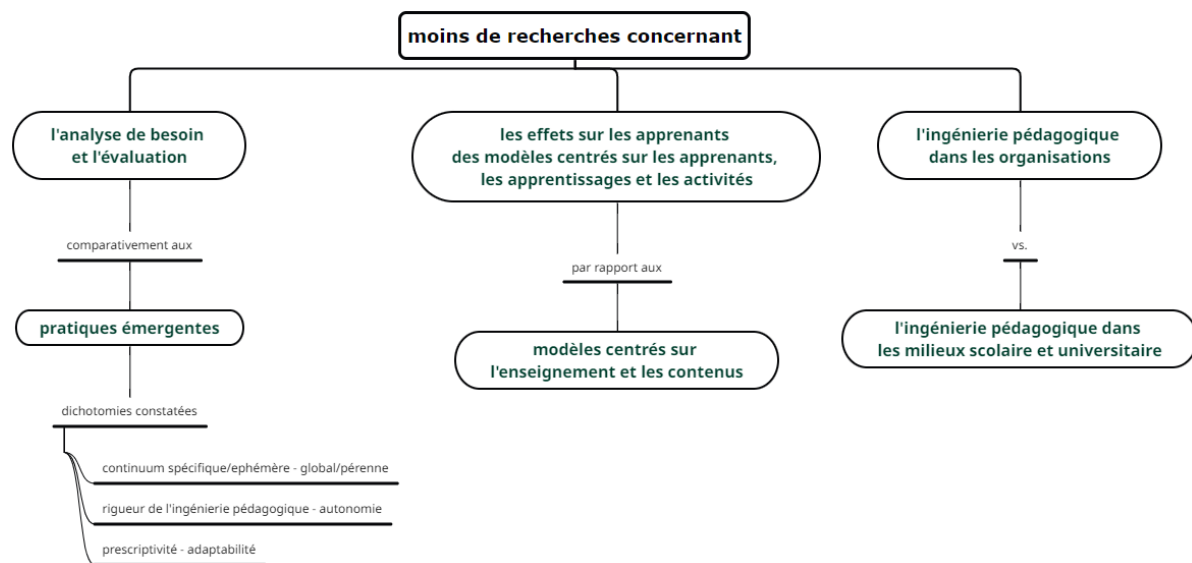 moins de recherches concernant
l'analyse de besoin
et l'évaluation
comparativement aux
pratiques émergentes
dichotomies constatées
continuum spécifique/ephémère - global/pérenne
rigueur de l'ingénierie pédagogique - autonomie
prescriptivité - adaptabilité
les effets sur les apprenants
des modèles centrés sur les apprenants,
les apprentissages et les activités
par rapport aux
modèles centrés sur
l'enseignement et les contenus
l'ingénierie pédagogique
dans les organisations
vs.
l'ingénierie pédagogique dans
les milieux scolaire et universitaire